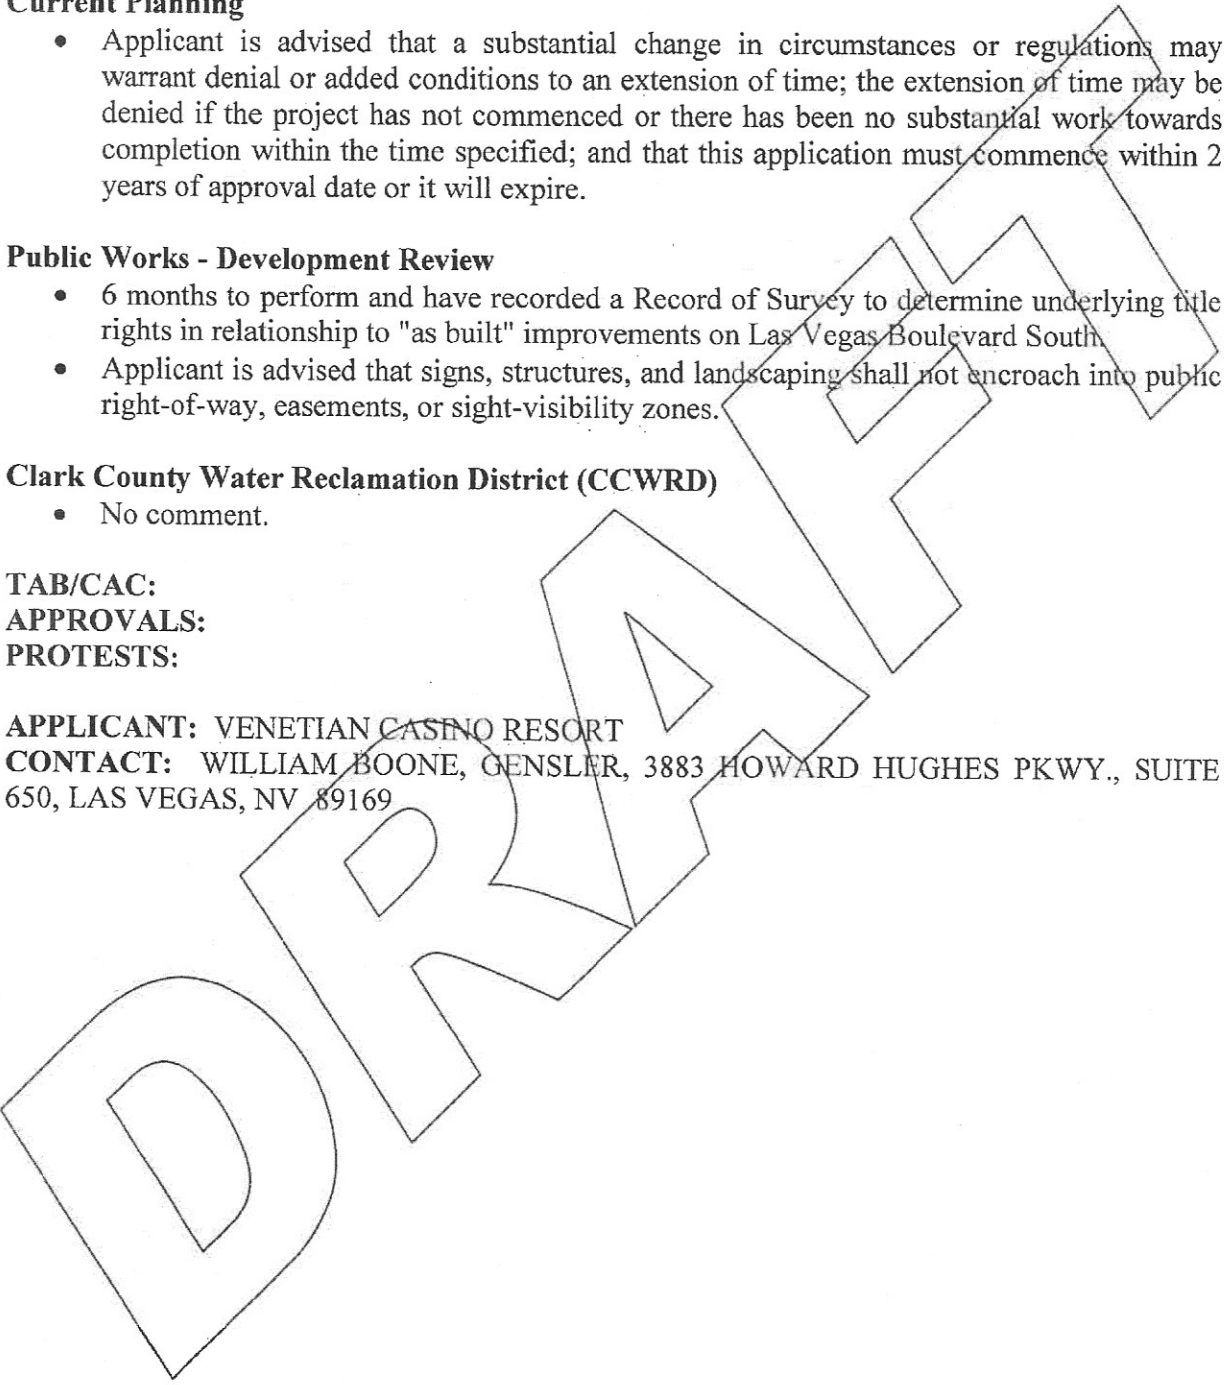 Current Planning
• Applicant is advised that a substantial change in circumstances or regulations may
warrant denial or added conditions to an extension of time; the extension of time may be
denied if the project has not commenced or there has been no substantial work towards
completion within the time specified; and that this application must commence within 2
years of approval date or it will expire.
Public Works - Development Review
• 6 months to perform and have recorded a Record of Survey to determine underlying title
rights in relationship to "as built" improvements on Las Vegas Boulevard South.
• Applicant is advised that signs, structures, and landscaping shall not encroach into public
right-of-way, easements, or sight-visibility zones.
Clark County Water Reclamation District (CCWRD)
• No comment.
TAB/CAC:
APPROVALS:
PROTESTS:
APPLICANT: VENETIAN CASINO RESORT
CONTACT: WILLIAM BOONE, GENSLER, 3883 HOWARD HUGHES PKWY., SUITE
650, LAS VEGAS, NV 89169
DRAFT